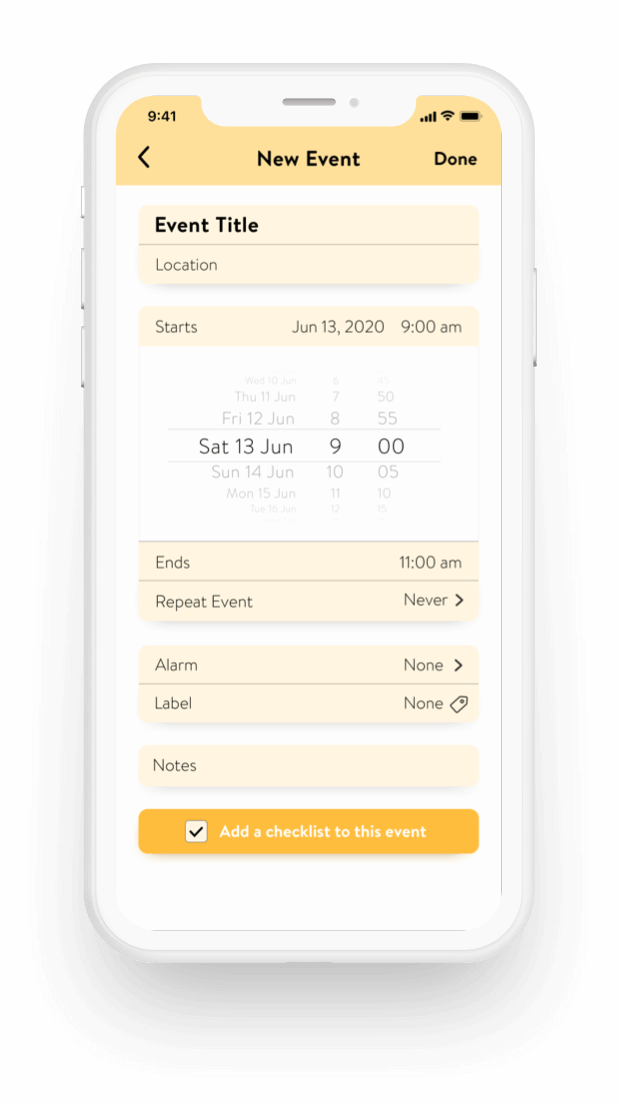 9:41
New Event Done
Event Title
Location
Starts Jun 13, 2020 9:00 am
Wed 10 Jun 6 45
Thu 11 Jun 7 50
Fri 12 Jun 8 55
Sat 13 Jun 9 00
Sun 14 Jun 10 05
Mon 15 Jun 11 10
Tue 16 Jun 12 15
Ends 11:00 am
Repeat Event Never
Alarm None
Label None
Notes
Add a checklist to this event